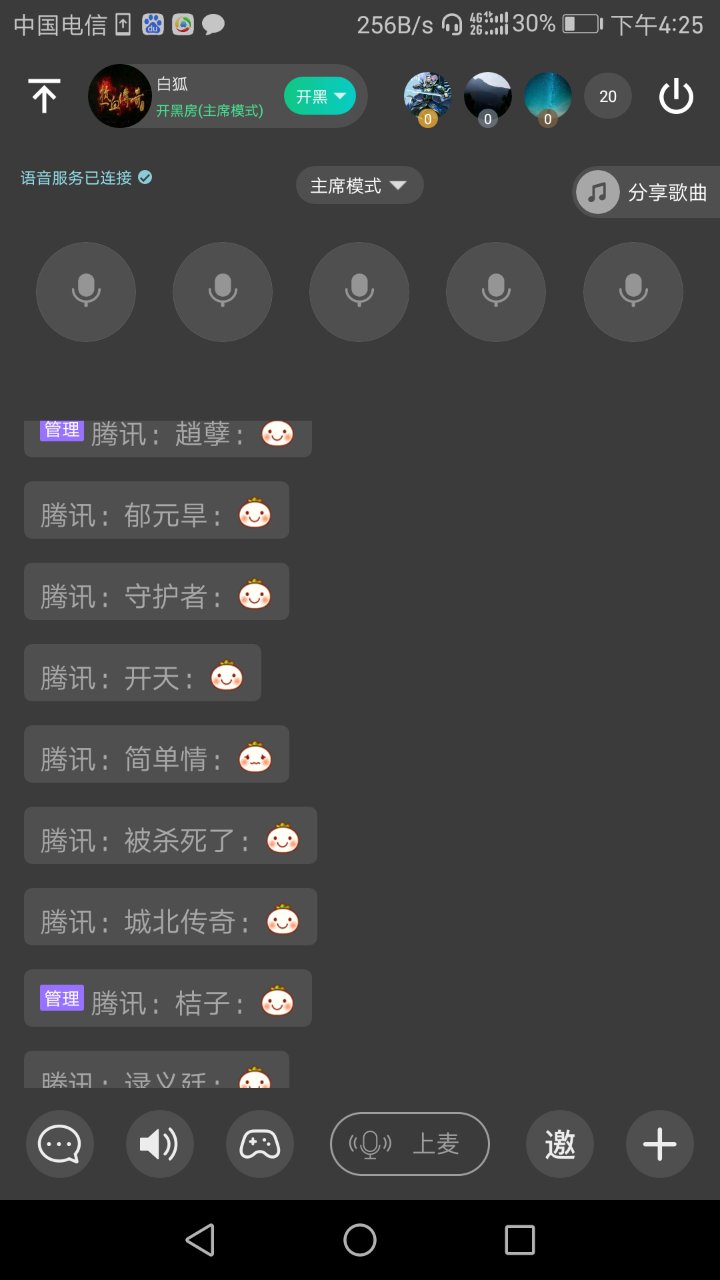 中国电信 256B/s 4G 2G 30% 下午4:25
白狐
开黑房(主席模式)
开黑
0 0 0
20
语音服务已连接
主席模式
分享歌曲
管理 腾讯：趙孽：
腾讯：郁元旱：
腾讯：守护者：
腾讯：开天：
腾讯：简单情：
腾讯：被杀死了：
腾讯：城北传奇：
管理 腾讯：桔子：
腾讯：
上麦
邀